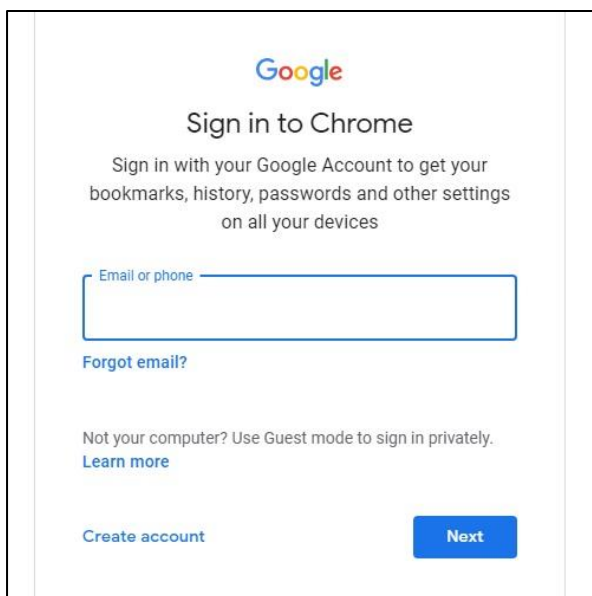 Google
Sign in to Chrome
Sign in with your Google Account to get your
bookmarks, history, passwords and other settings
on all your devices
Email or phone
Forgot email?
Not your computer? Use Guest mode to sign in privately.
Learn more
Create account
Next